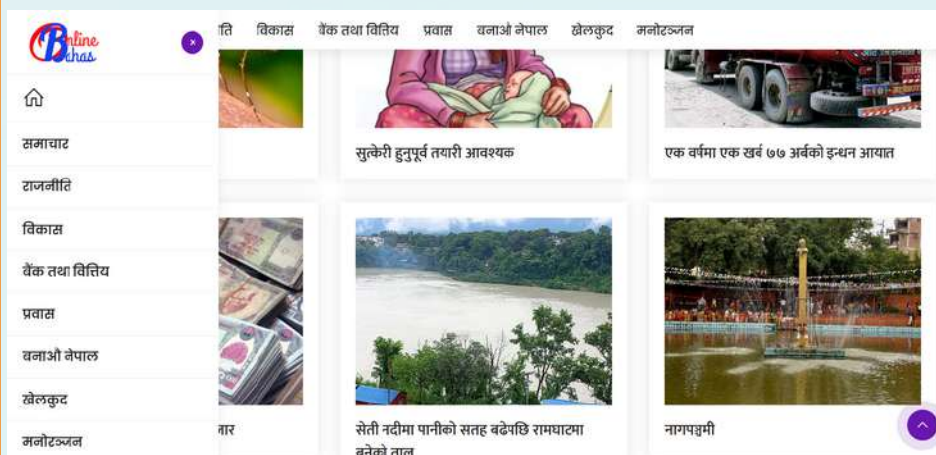 Online
Bahas
×
समाचार
राजनीति
विकास
बैंक तथा वित्तिय
प्रवास
बनाऔ नेपाल
खेलकुद
मनोरञ्जन
विकास बैंक तथा वित्तिय प्रवास बनाऔ नेपाल खेलकुद मनोरञ्जन
सुत्केरी हुनुपूर्व तयारी आवश्यक
एक वर्षमा एक खर्ब ७७ अर्बको इन्धन आयात
सेती नदीमा पानीको सतह बढेपछि रामघाटमा
बनेको ताल
नागपञ्चमी